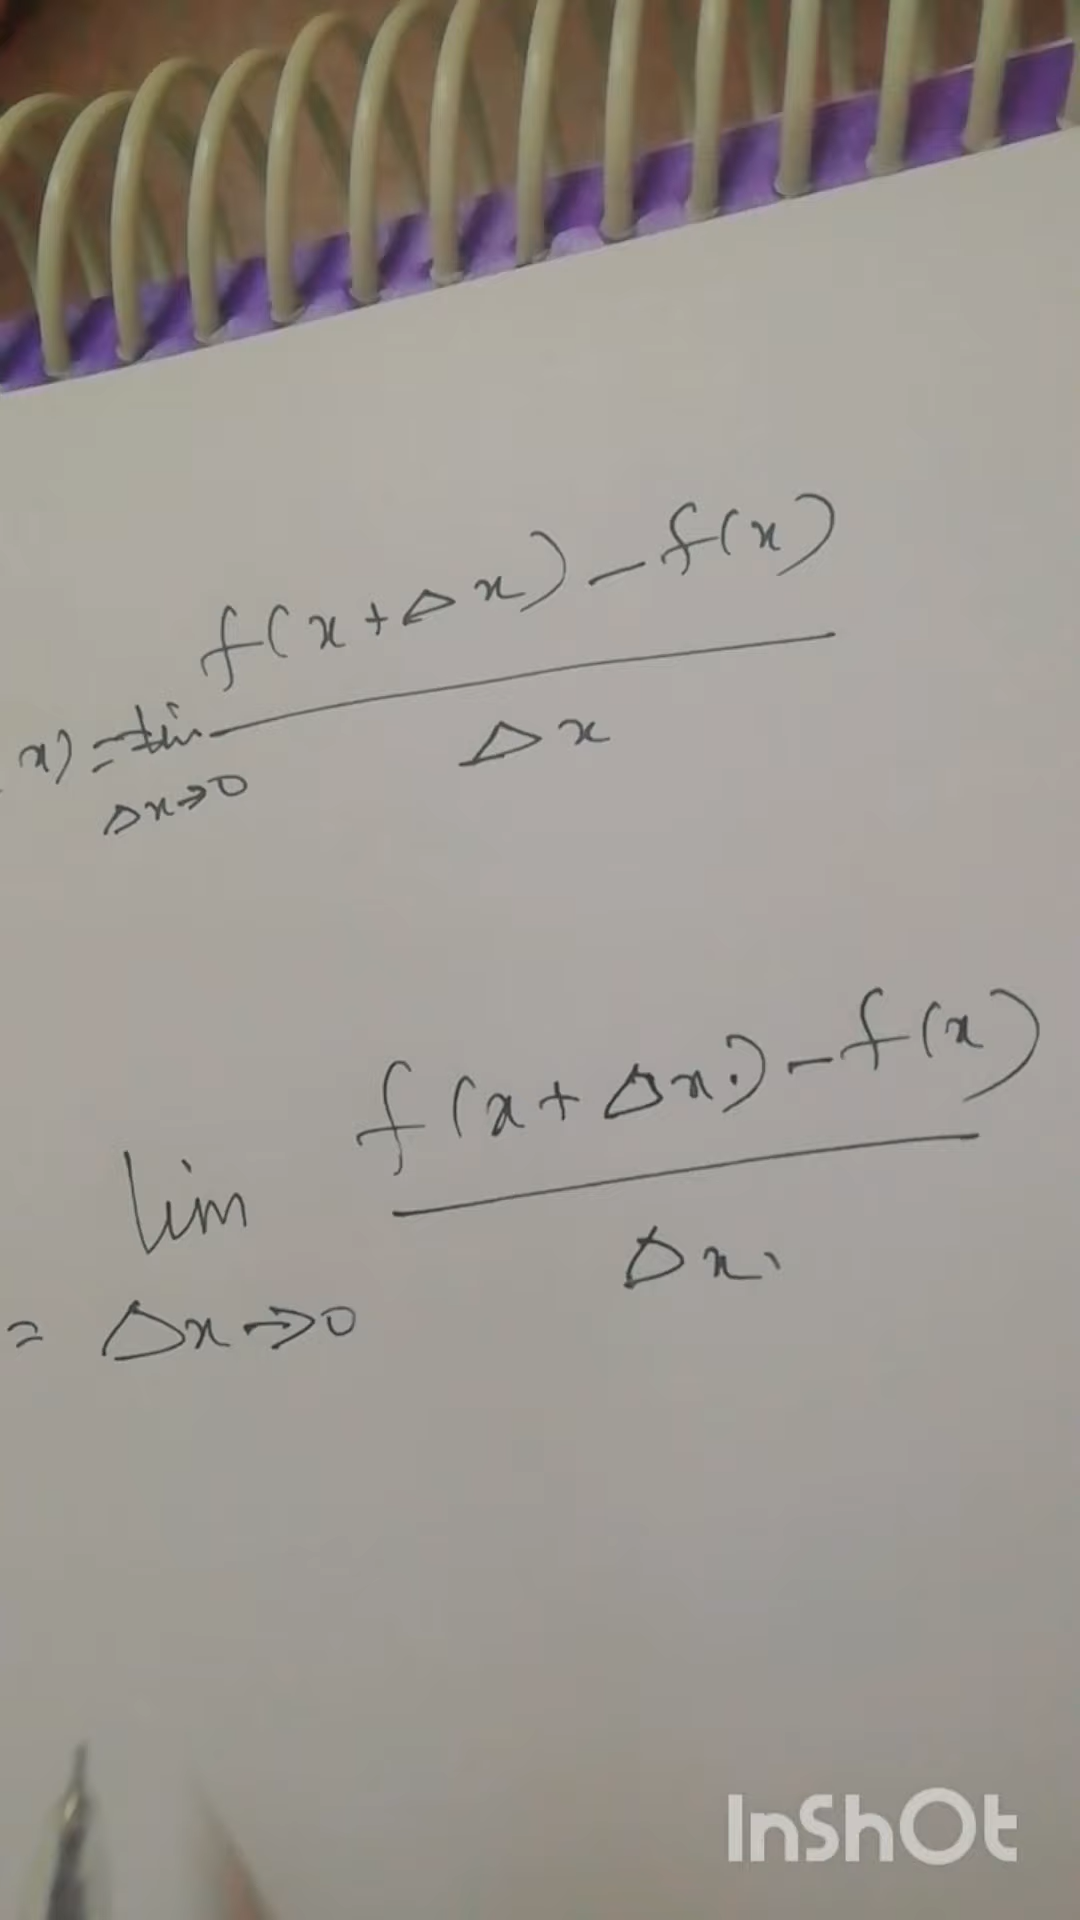 f(x+Δx)-f(x)
x) = lim
Δx
Δx→0
f(x+Δx)-f(x)
lim
Δx
= Δx→0
InShOt